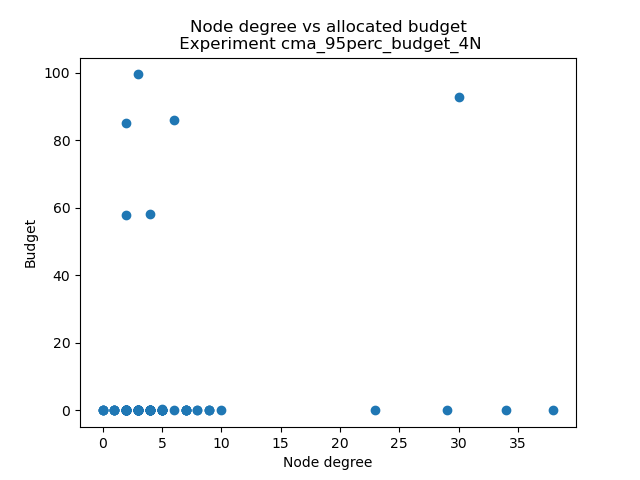 Node degree vs allocated budget
Experiment cma_95perc_budget_4N
100
80
60
40
20
0
Budget
0 5 10 15 20 25 30 35
Node degree